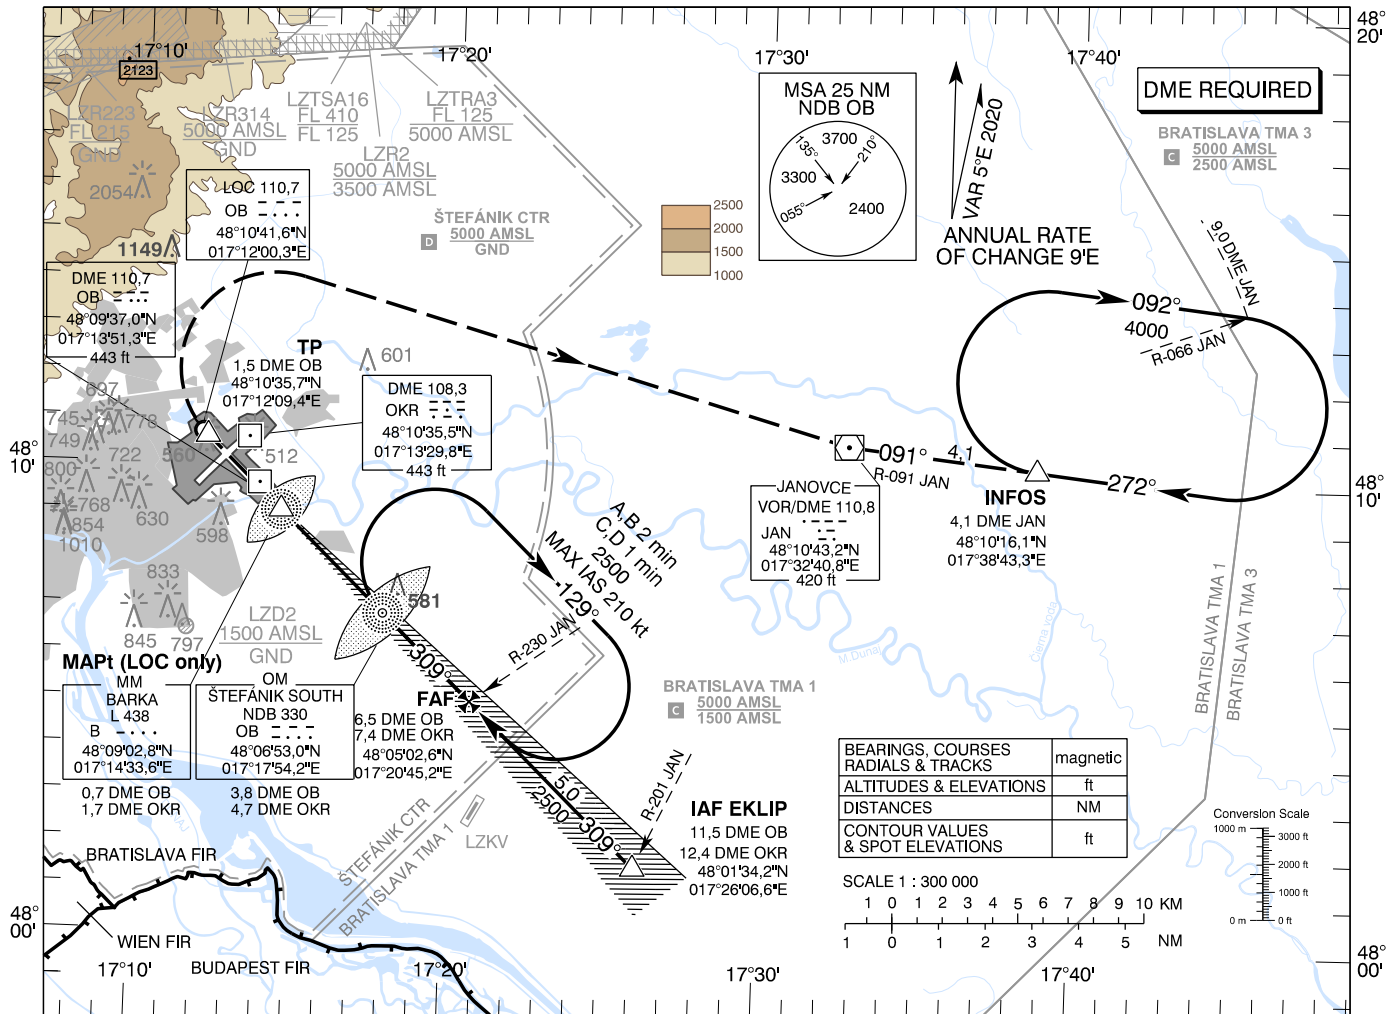 17°10'
17°20'
17°30'
17°40'
48°
20'
2123
LZR223
FL 215
GND
LZR314
5000 AMSL
GND
LZTSA16
FL 410
FL 125
LZTRA3
FL 125
5000 AMSL
LZR2
5000 AMSL
3500 AMSL
MSA 25 NM
NDB OB
3700
135°
210°
3300
055°
2400
VAR 5°E 2020
ANNUAL RATE
OF CHANGE 9'E
DME REQUIRED
BRATISLAVA TMA 3
C
5000 AMSL
2500 AMSL
2054
LOC 110,7
OB
48°10'41,6"N
017°12'00,3"E
1149
ŠTEFÁNIK CTR
D
5000 AMSL
GND
2500
2000
1500
1000
DME 110,7
OB
48°09'37,0"N
017°13'51,3"E
443 ft
TP
1,5 DME OB
48°10'35,7"N
017°12'09,4"E
601
DME 108,3
OKR
48°10'35,5"N
017°13'29,8"E
443 ft
9,0 DME JAN
092°
4000
R-066 JAN
697
745
778
749
722
800
768
854
1010
630
560
512
598
48°
10'
48°
10'
091°
4,1
R-091 JAN
272°
INFOS
4,1 DME JAN
48°10'16,1"N
017°38'43,3"E
JANOVCE
VOR/DME 110,8
JAN
48°10'43,2"N
017°32'40,8"E
420 ft
A,B 2 min
C,D 1 min
2500
MAX IAS 210 kt
129°
R-230 JAN
581
833
845
797
LZD2
1500 AMSL
GND
309°
FAF
6,5 DME OB
7,4 DME OKR
48°05'02,6"N
017°20'45,2"E
MAPt (LOC only)
MM
BARKA
L 438
B
48°09'02,8"N
017°14'33,6"E
0,7 DME OB
1,7 DME OKR
OM
ŠTEFÁNIK SOUTH
NDB 330
OB
48°06'53,0"N
017°17'54,2"E
3,8 DME OB
4,7 DME OKR
M.Dunaj
Čierna voda
BRATISLAVA TMA 1
BRATISLAVA TMA 3
BRATISLAVA TMA 1
C
5000 AMSL
1500 AMSL
R-201 JAN
5,0
2500
309°
IAF EKLIP
11,5 DME OB
12,4 DME OKR
48°01'34,2"N
017°26'06,6"E
LZKV
ŠTEFÁNIK CTR
BRATISLAVA TMA 1
BEARINGS, COURSES
RADIALS & TRACKS
magnetic
ALTITUDES & ELEVATIONS
ft
DISTANCES
NM
CONTOUR VALUES
& SPOT ELEVATIONS
ft
SCALE 1 : 300 000
1 0 1 2 3 4 5 6 7 8 9 10 KM
1 0 1 2 3 4 5 NM
Conversion Scale
1000 m
3000 ft
2000 ft
1000 ft
0 m
0 ft
BRATISLAVA FIR
WIEN FIR
BUDAPEST FIR
48°
00'
48°
00'
17°10'
17°20'
17°30'
17°40'